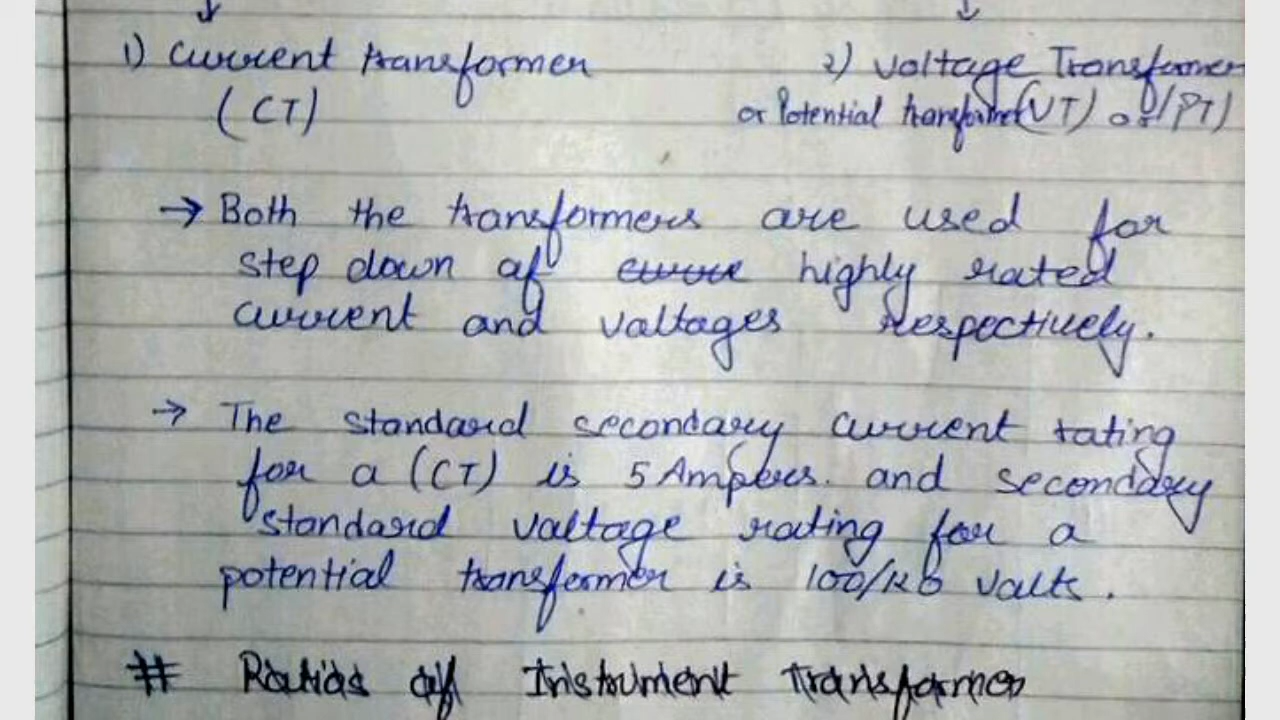 1) Current transformer 2) Voltage Transformer
(CT) or Potential transformer (VT) or (PT)
→ Both the transformers are used for
step down of highly rated
current and voltages respectively.
→ The standard secondary current rating
for a (CT) is 5 Ampers. and secondary
standard voltage rating for a
potential transformer is 100/120 volts.
# Ratios of Instrument transformer